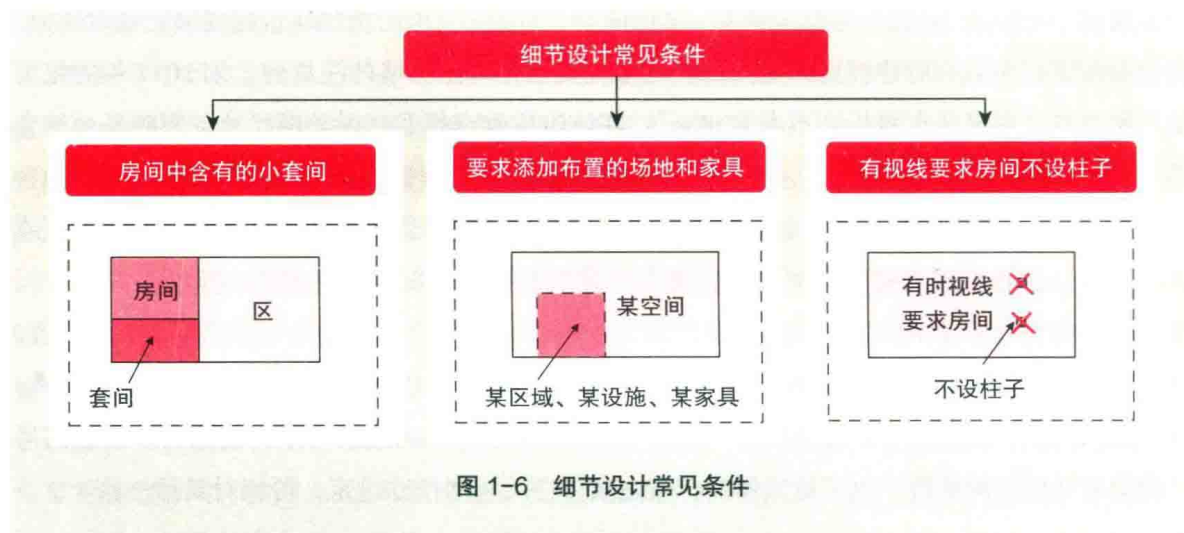 细节设计常见条件
房间中含有的小套间
要求添加布置的场地和家具
有视线要求房间不设柱子
房间
区
套间
某空间
某区域、某设施、某家具
有时视线
要求房间
不设柱子
图 1-6 细节设计常见条件